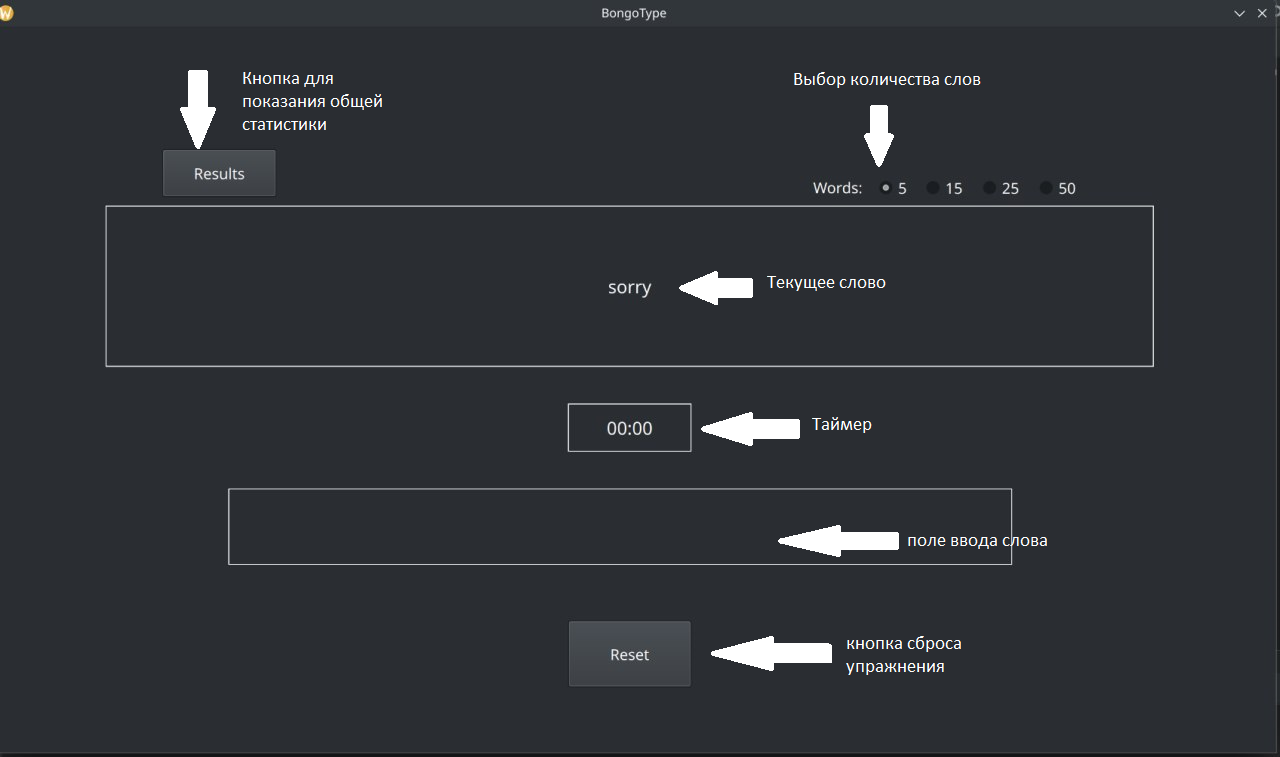 BongoType
Кнопка для
показания общей
статистики
Выбор количества слов
Results
Words: 5 15 25 50
sorry
Текущее слово
00:00
Таймер
поле ввода слова
Reset
кнопка сброса
упражнения